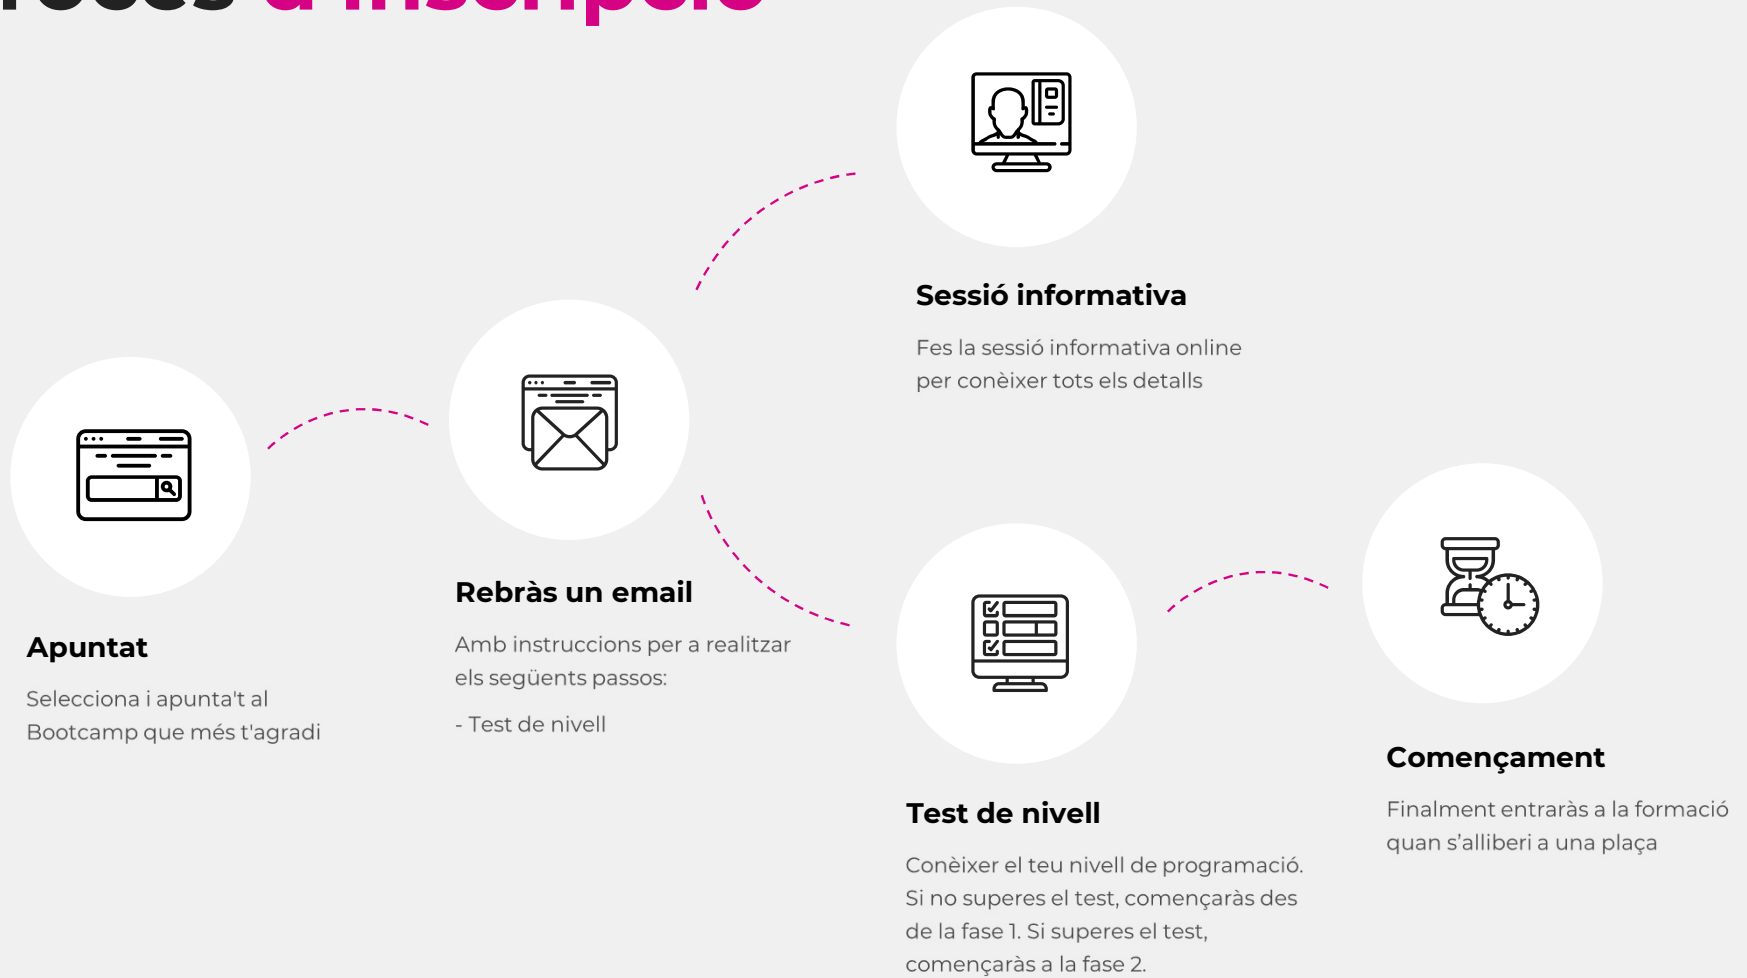 d'inscripció
Sessió informativa
Fes la sessió informativa online
per conèixer tots els detalls
Rebràs un email
Amb instruccions per a realitzar
els següents passos:
- Test de nivell
Apuntat
Selecciona i apunta't al
Bootcamp que més t'agradi
Test de nivell
Conèixer el teu nivell de programació.
Si no superes el test, començaràs des
de la fase 1. Si superes el test,
començaràs a la fase 2.
Començament
Finalment entraràs a la formació
quan s’alliberi a una plaça